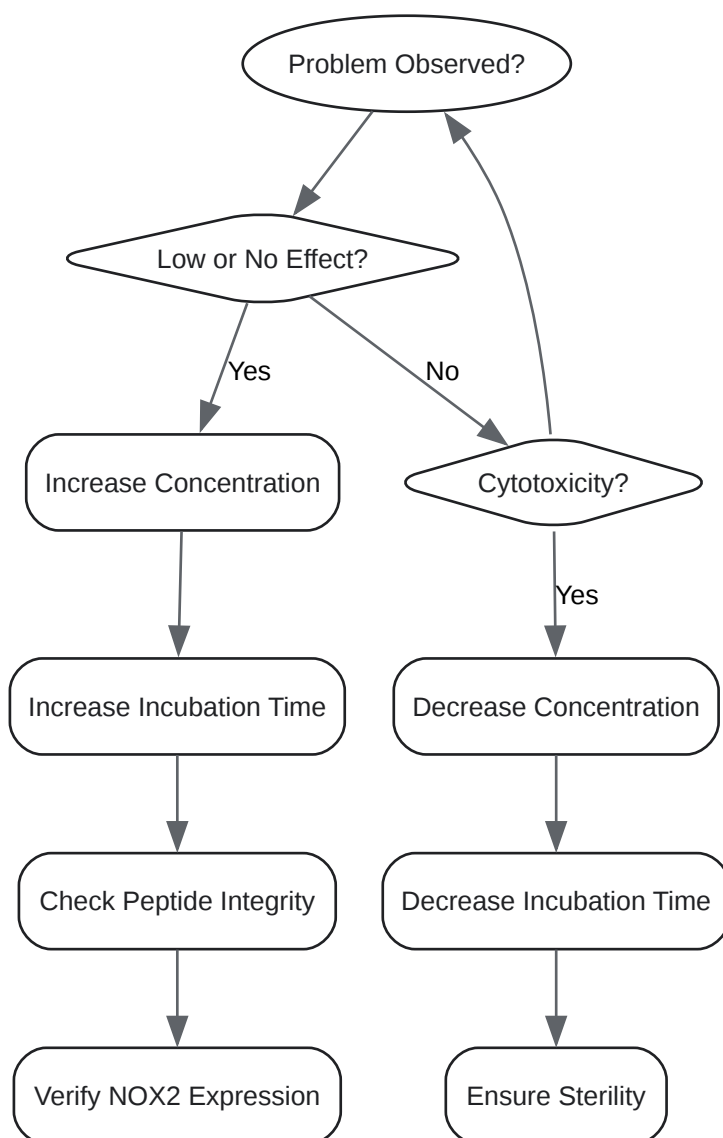 Problem Observed?
Low or No Effect?
Yes
No
Increase Concentration
Cytotoxicity?
Yes
Increase Incubation Time
Decrease Concentration
Check Peptide Integrity
Decrease Incubation Time
Verify NOX2 Expression
Ensure Sterility